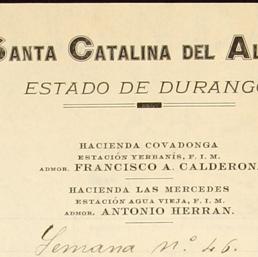 SANTA CATALINA DEL AL
ESTADO DE DURANGO
HACIENDA COVADONGA
ESTACIÓN YERBANÍS, F. I. M.
ADMOR. FRANCISCO A. CALDERON
HACIENDA LAS MERCEDES
ESTACIÓN AGUA VIEJA, F. I. M.
ADMOR. ANTONIO HERRAN.
Semana nº 46.